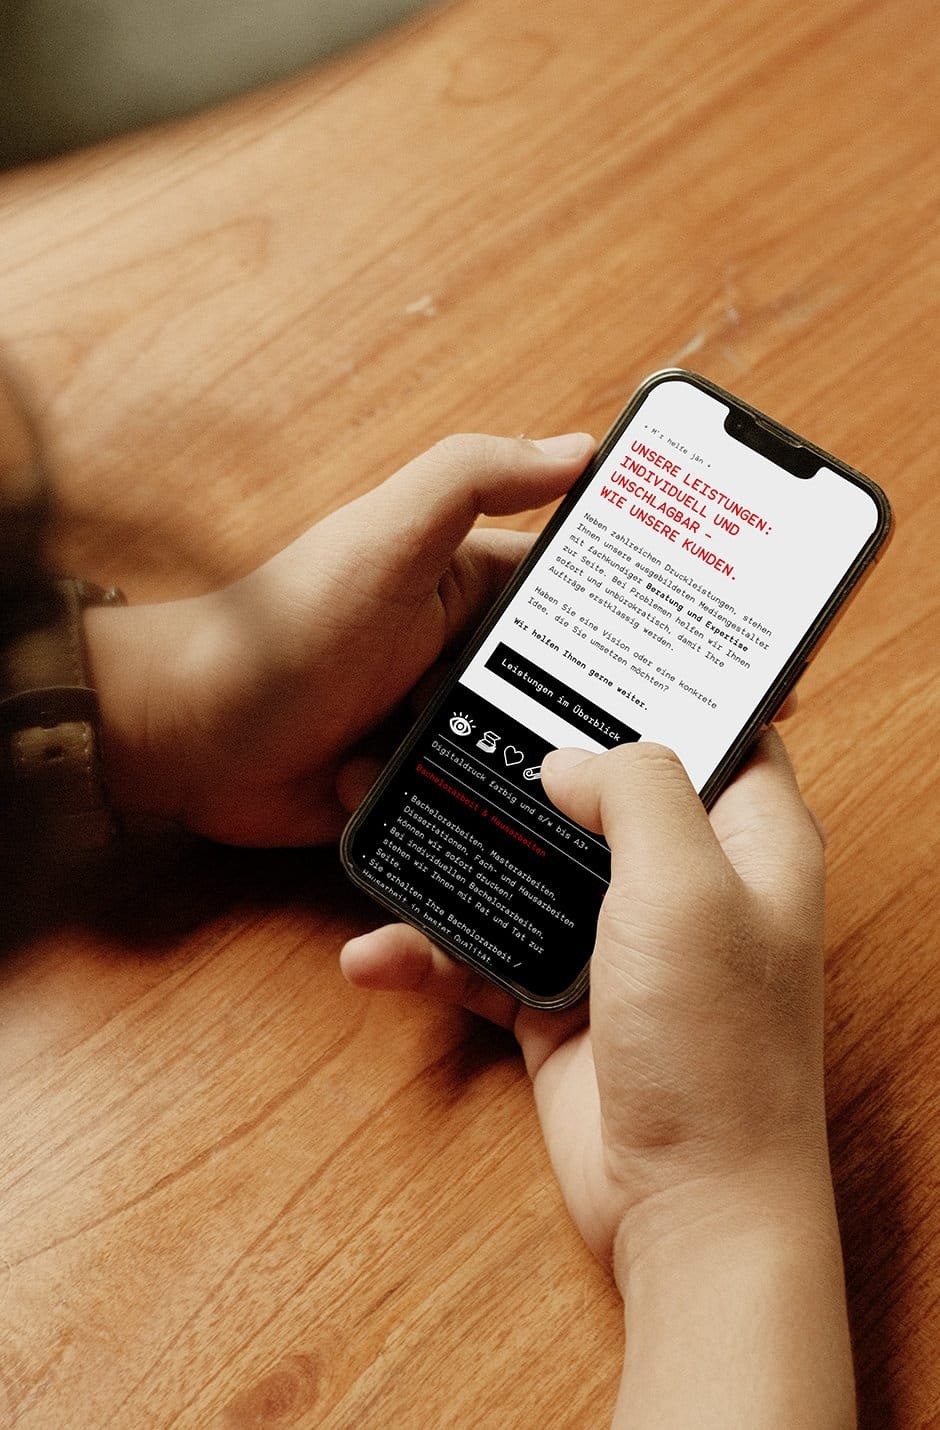 + M'r helfe jän +
UNSERE LEISTUNGEN:
INDIVIDUELL UND
UNSCHLAGBAR –
WIE UNSERE KUNDEN.
Neben zahlreichen Druckleistungen, stehen
Ihnen unsere ausgebildeten Mediengestalter
mit fachkundiger Beratung und Expertise
zur Seite. Bei Problemen helfen wir Ihnen
sofort und unbürokratisch, damit Ihre
Aufträge erstklassig werden.
Haben Sie eine Vision oder eine konkrete
Idee, die Sie umsetzen möchten?
Wir helfen Ihnen gerne weiter.
Leistungen im Überblick
Digitaldruck farbig und s/w bis A3+
Bachelorarbeit & Hausarbeiten
• Bachelorarbeiten, Masterarbeiten,
Dissertationen, Fach- und Hausarbeiten
können wir sofort drucken!
• Bei individuellen Bachelorarbeiten,
stehen wir Ihnen mit Rat und Tat zur
Seite.
• Sie erhalten Ihre Bachelorarbeit /
Hausarbeit in bester Qualität.